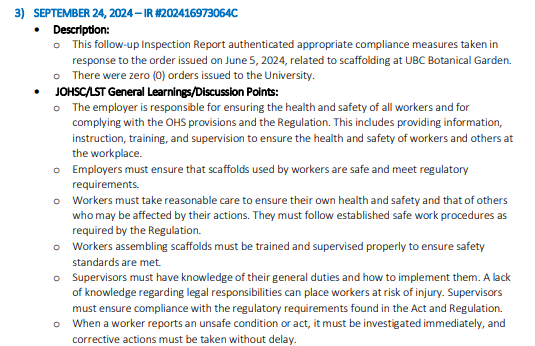 3) SEPTEMBER 24, 2024 – IR #202416973064C
• Description:
o This follow-up Inspection Report authenticated appropriate compliance measures taken in
response to the order issued on June 5, 2024, related to scaffolding at UBC Botanical Garden.
o There were zero (0) orders issued to the University.
• JOHSC/LST General Learnings/Discussion Points:
o The employer is responsible for ensuring the health and safety of all workers and for
complying with the OHS provisions and the Regulation. This includes providing information,
instruction, training, and supervision to ensure the health and safety of workers and others at
the workplace.
o Employers must ensure that scaffolds used by workers are safe and meet regulatory
requirements.
o Workers must take reasonable care to ensure their own health and safety and that of others
who may be affected by their actions. They must follow established safe work procedures as
required by the Regulation.
o Workers assembling scaffolds must be trained and supervised properly to ensure safety
standards are met.
o Supervisors must have knowledge of their general duties and how to implement them. A lack
of knowledge regarding legal responsibilities can place workers at risk of injury. Supervisors
must ensure compliance with the regulatory requirements found in the Act and Regulation.
o When a worker reports an unsafe condition or act, it must be investigated immediately, and
corrective actions must be taken without delay.